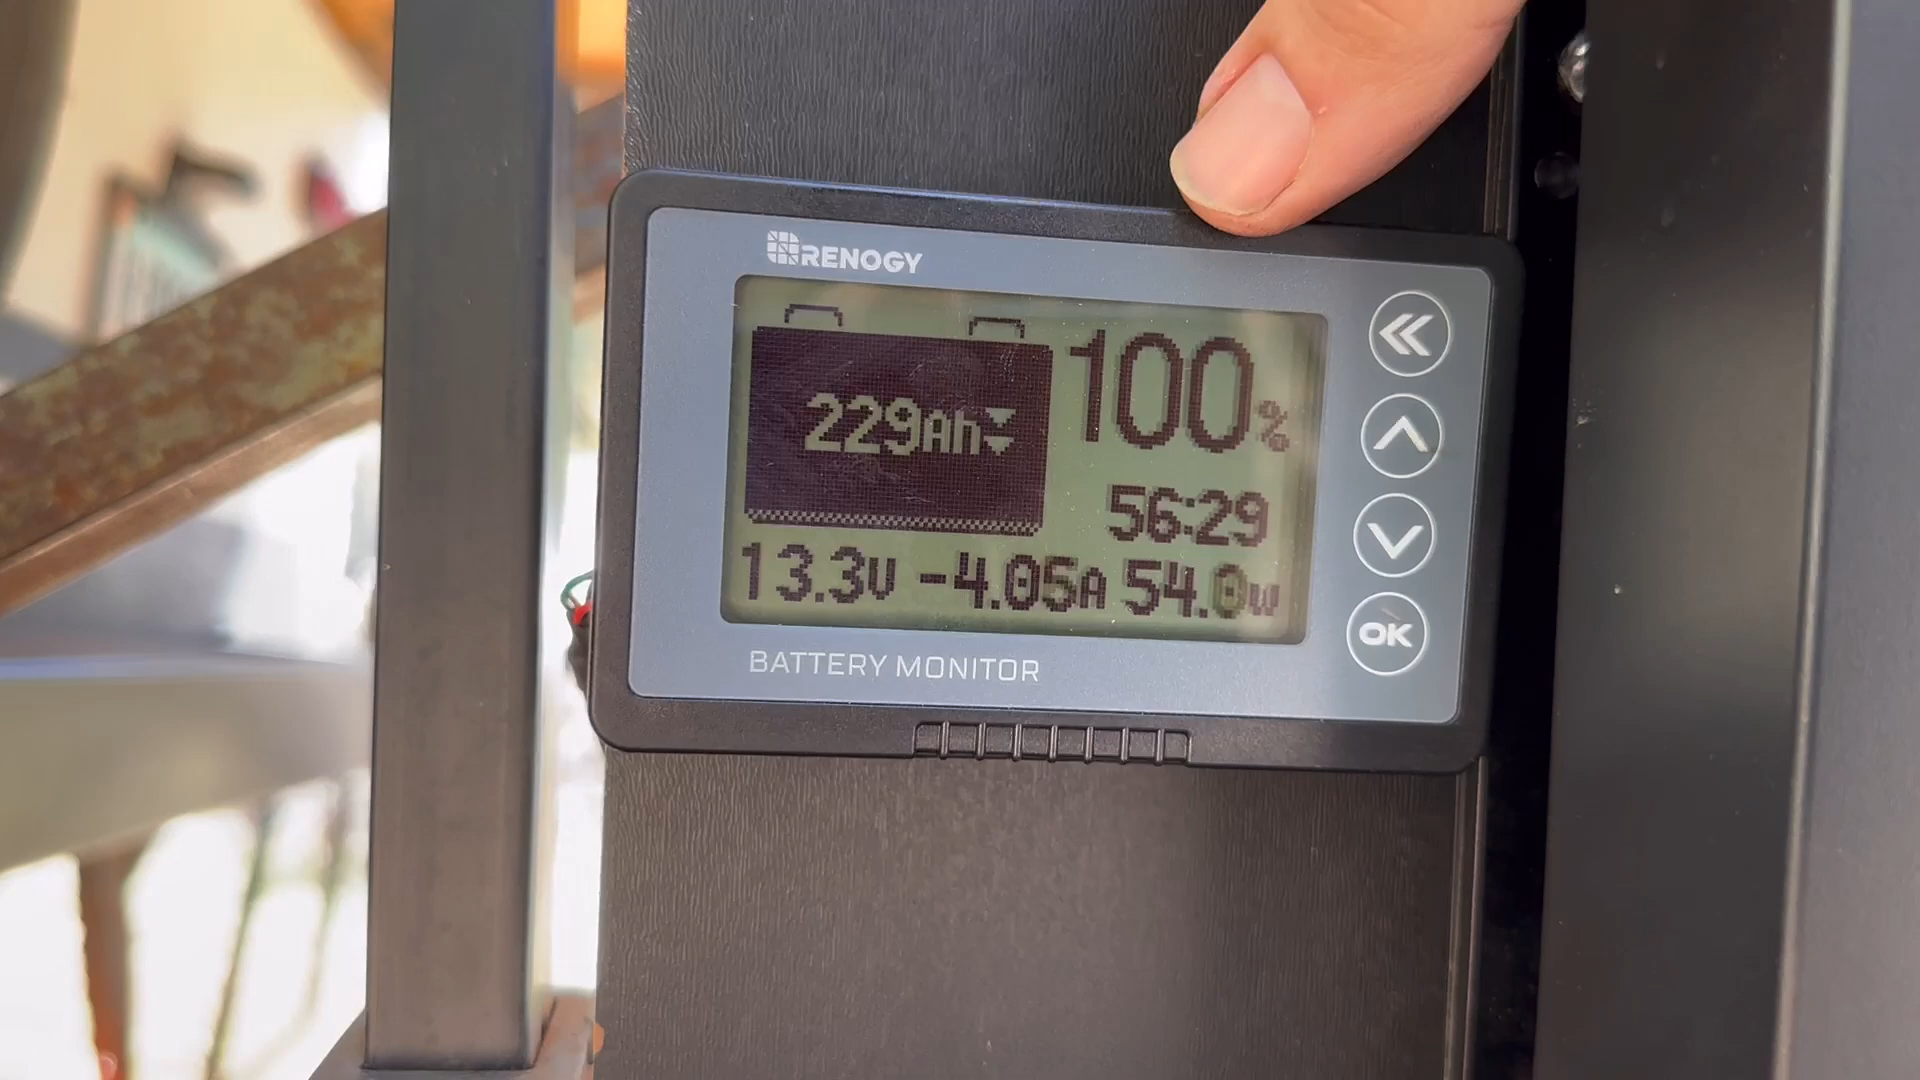 RENOGY
229Ah
100%
56:29
13.3V -4.05A 54.0W
OK
BATTERY MONITOR